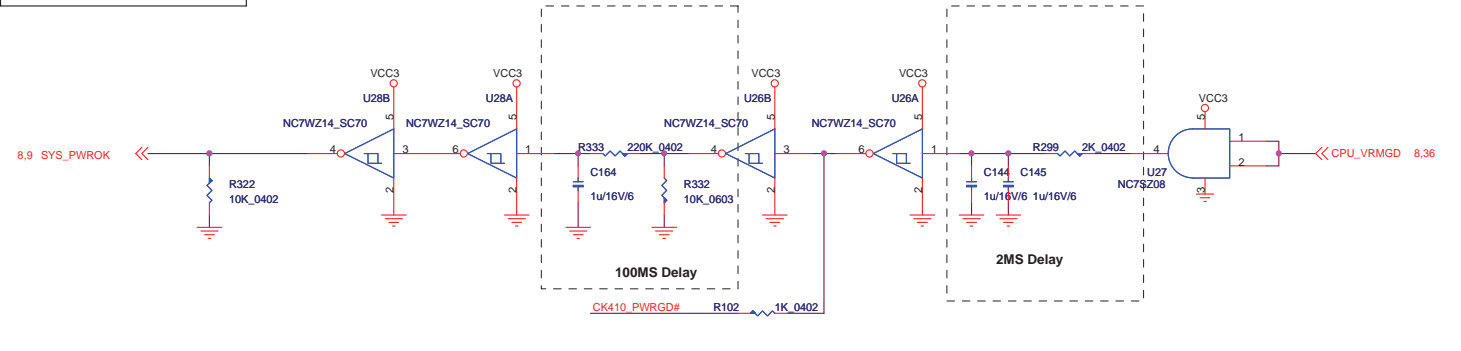 VCC3
U28B
5
NC7WZ14_SC70
8,9 SYS_PWROK
4
3
2
R322
10K_0402
VCC3
U28A
5
NC7WZ14_SC70
6
1
2
R333
220K_0402
C164
1u/16V/6
R332
10K_0603
100MS Delay
VCC3
U26B
5
NC7WZ14_SC70
4
3
2
CK410_PWRGD#
R102
1K_0402
VCC3
U26A
5
NC7WZ14_SC70
6
1
2
C144
1u/16V/6
C145
1u/16V/6
R299
2K_0402
2MS Delay
VCC3
5
4
1
2
U27
NC7SZ08
3
CPU_VRMGD 8,36